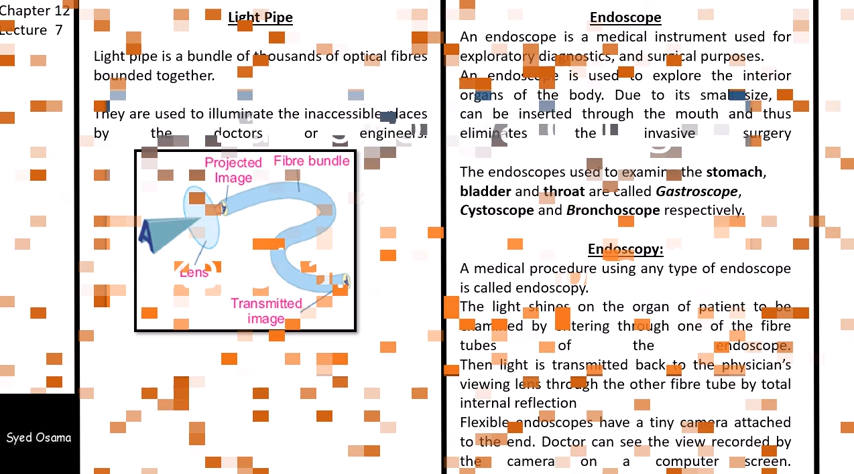 Chapter 12
Lecture 7
Light Pipe
Light pipe is a bundle of thousands of optical fibres
bounded together.
They are used to illuminate the inaccessible places
by the doctors or engineers.
Projected
Image
Fibre bundle
Lens
Transmitted
image
Endoscope
An endoscope is a medical instrument used for
exploratory diagnostics, and surgical purposes.
An endoscope is used to explore the interior
organs of the body. Due to its small size,
can be inserted through the mouth and thus
eliminates the invasive surgery
The endoscopes used to examine the stomach,
bladder and throat are called Gastroscope,
Cystoscope and Bronchoscope respectively.
Endoscopy:
A medical procedure using any type of endoscope
is called endoscopy.
The light shines on the organ of patient to be
examined by entering through one of the fibre
tubes of the endoscope.
Then light is transmitted back to the physician's
viewing lens through the other fibre tube by total
internal reflection
Flexible endoscopes have a tiny camera attached
to the end. Doctor can see the view recorded by
the camera on a computer screen.
Syed Osama